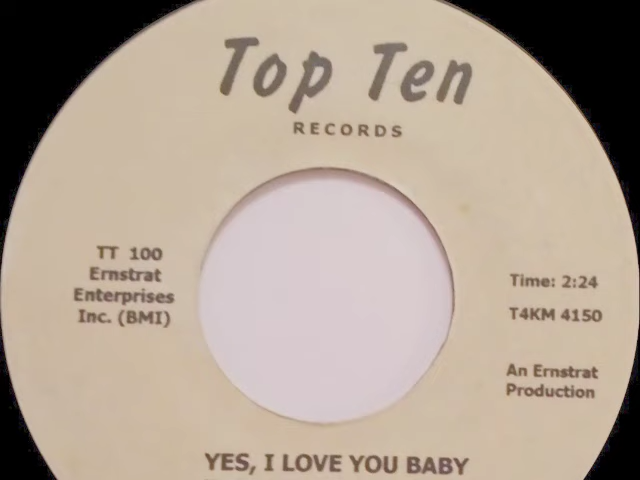 Top Ten
RECORDS
TT 100
Ernstrat
Enterprises
Inc. (BMI)
Time: 2:24
T4KM 4150
An Ernstrat
Production
YES, I LOVE YOU BABY